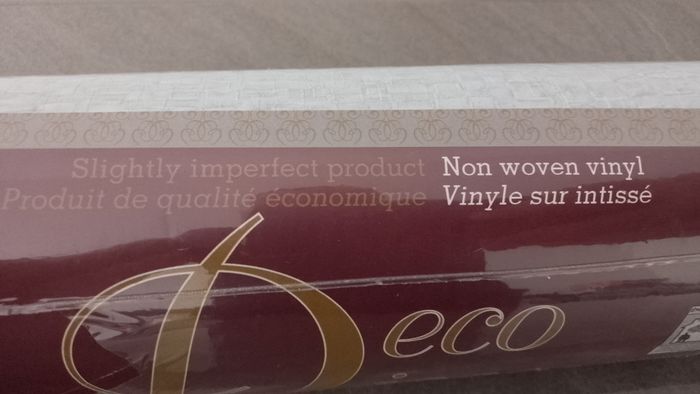 Slightly imperfect product Non woven vinyl
Produit de qualité économique Vinyle sur intissé
Deco